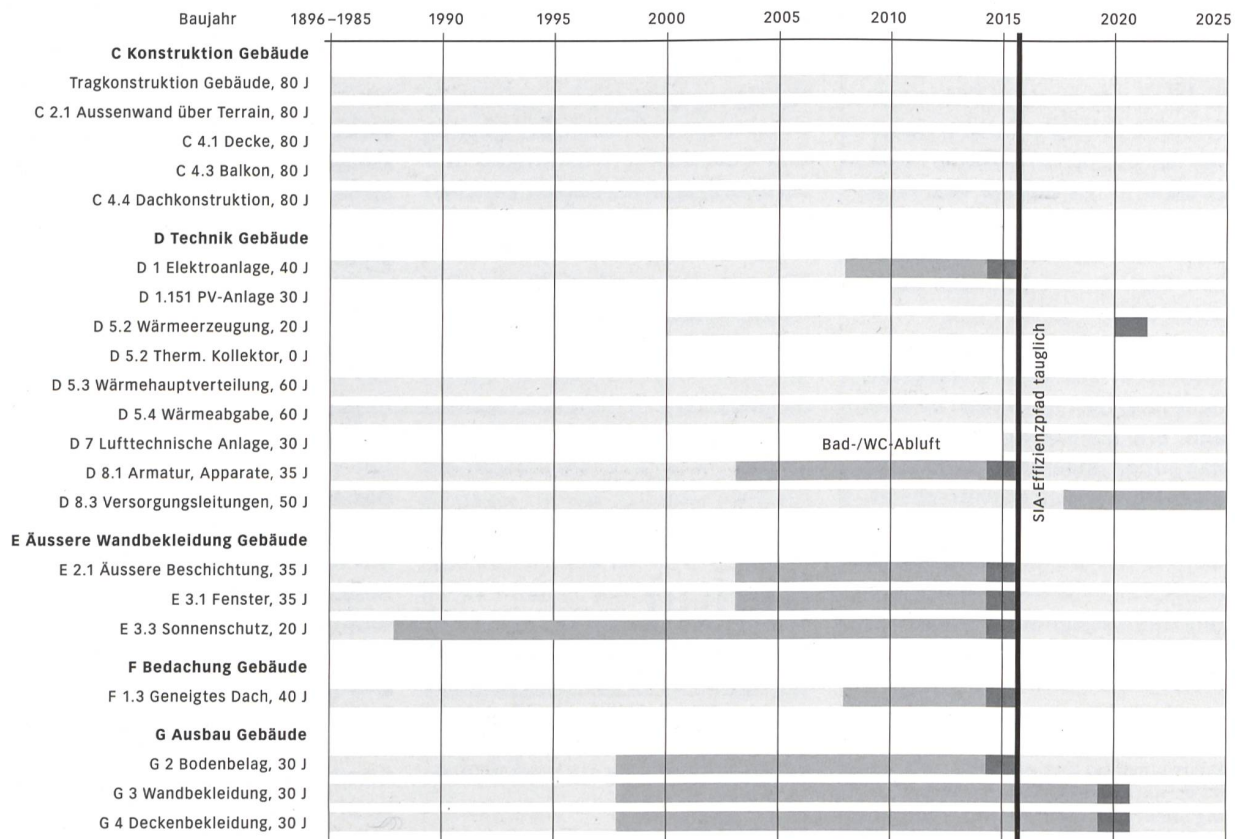 Baujahr 1896–1985 1990 1995 2000 2005 2010 2015 2020 2025
C Konstruktion Gebäude
Tragkonstruktion Gebäude, 80 J
C 2.1 Aussenwand über Terrain, 80 J
C 4.1 Decke, 80 J
C 4.3 Balkon, 80 J
C 4.4 Dachkonstruktion, 80 J
D Technik Gebäude
D 1 Elektroanlage, 40 J
D 1.151 PV-Anlage 30 J
D 5.2 Wärmeerzeugung, 20 J
D 5.2 Therm. Kollektor, 0 J
D 5.3 Wärmehauptverteilung, 60 J
D 5.4 Wärmeabgabe, 60 J
D 7 Lufttechnische Anlage, 30 J Bad-/WC-Abluft
D 8.1 Armatur, Apparate, 35 J
D 8.3 Versorgungsleitungen, 50 J
SIA-Effizienzpfad tauglich
E Äussere Wandbekleidung Gebäude
E 2.1 Äussere Beschichtung, 35 J
E 3.1 Fenster, 35 J
E 3.3 Sonnenschutz, 20 J
F Bedachung Gebäude
F 1.3 Geneigtes Dach, 40 J
G Ausbau Gebäude
G 2 Bodenbelag, 30 J
G 3 Wandbekleidung, 30 J
G 4 Deckenbekleidung, 30 J